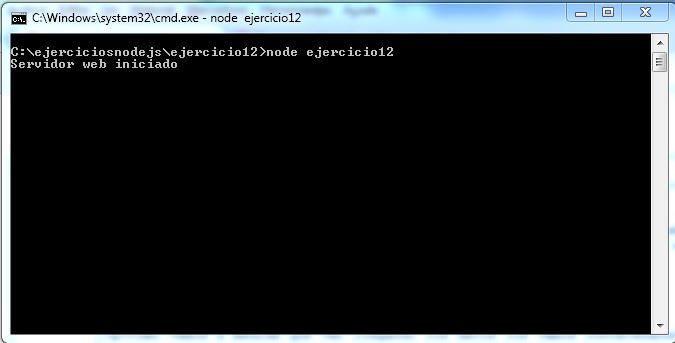 C:\Windows\system32\cmd.exe - node ejercicio12
C:\ejerciciosnodejs\ejercicio12>node ejercicio12
Servidor web iniciado